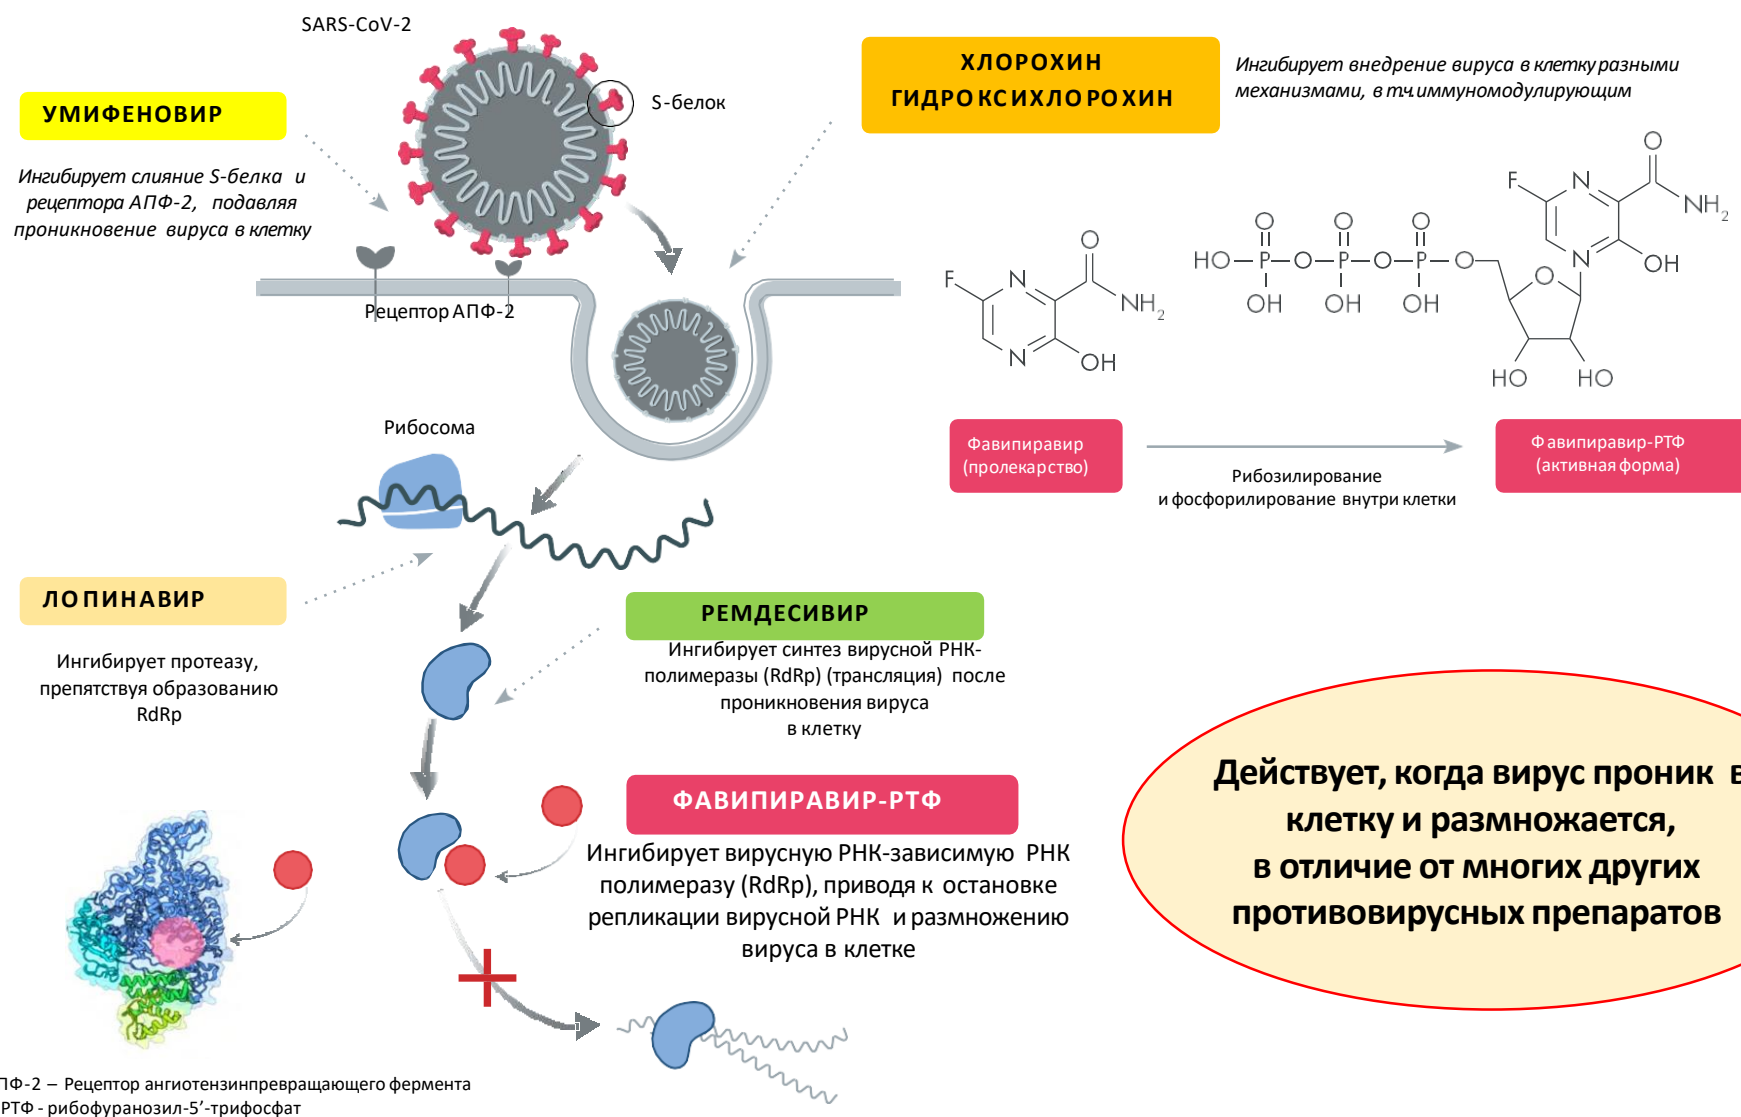 SARS-CoV-2
S-белок
УМИФЕНОВИР
Ингибирует слияние S-белка и
рецептора АПФ-2, подавляя
проникновение вируса в клетку
ХЛОРОХИН
ГИДРОКСИХЛОРОХИН
Ингибирует внедрение вируса в клетку разными
механизмами, в тч иммуномодулирующим
Рецептор АПФ-2
F
N
N
O
NH2
OH
HO
P
O
OH
O
P
O
OH
O
P
O
OH
O
O
HO
HO
F
N
N
O
NH2
OH
Фавипиравир
(пролекарство)
Рибозилирование
и фосфорилирование внутри клетки
Фавипиравир-РТФ
(активная форма)
Рибосома
ЛОПИНАВИР
Ингибирует протеазу,
препятствуя образованию
RdRp
РЕМДЕСИВИР
Ингибирует синтез вирусной РНК-
полимеразы (RdRp) (трансляция) после
проникновения вируса
в клетку
ФАВИПИРАВИР-РТФ
Ингибирует вирусную РНК-зависимую РНК
полимеразу (RdRp), приводя к остановке
репликации вирусной РНК и размножению
вируса в клетке
Действует, когда вирус проник в
клетку и размножается,
в отличие от многих других
противовирусных препаратов
ПФ-2 – Рецептор ангиотензинпревращающего фермента
РТФ - рибофуранозил-5’-трифосфат